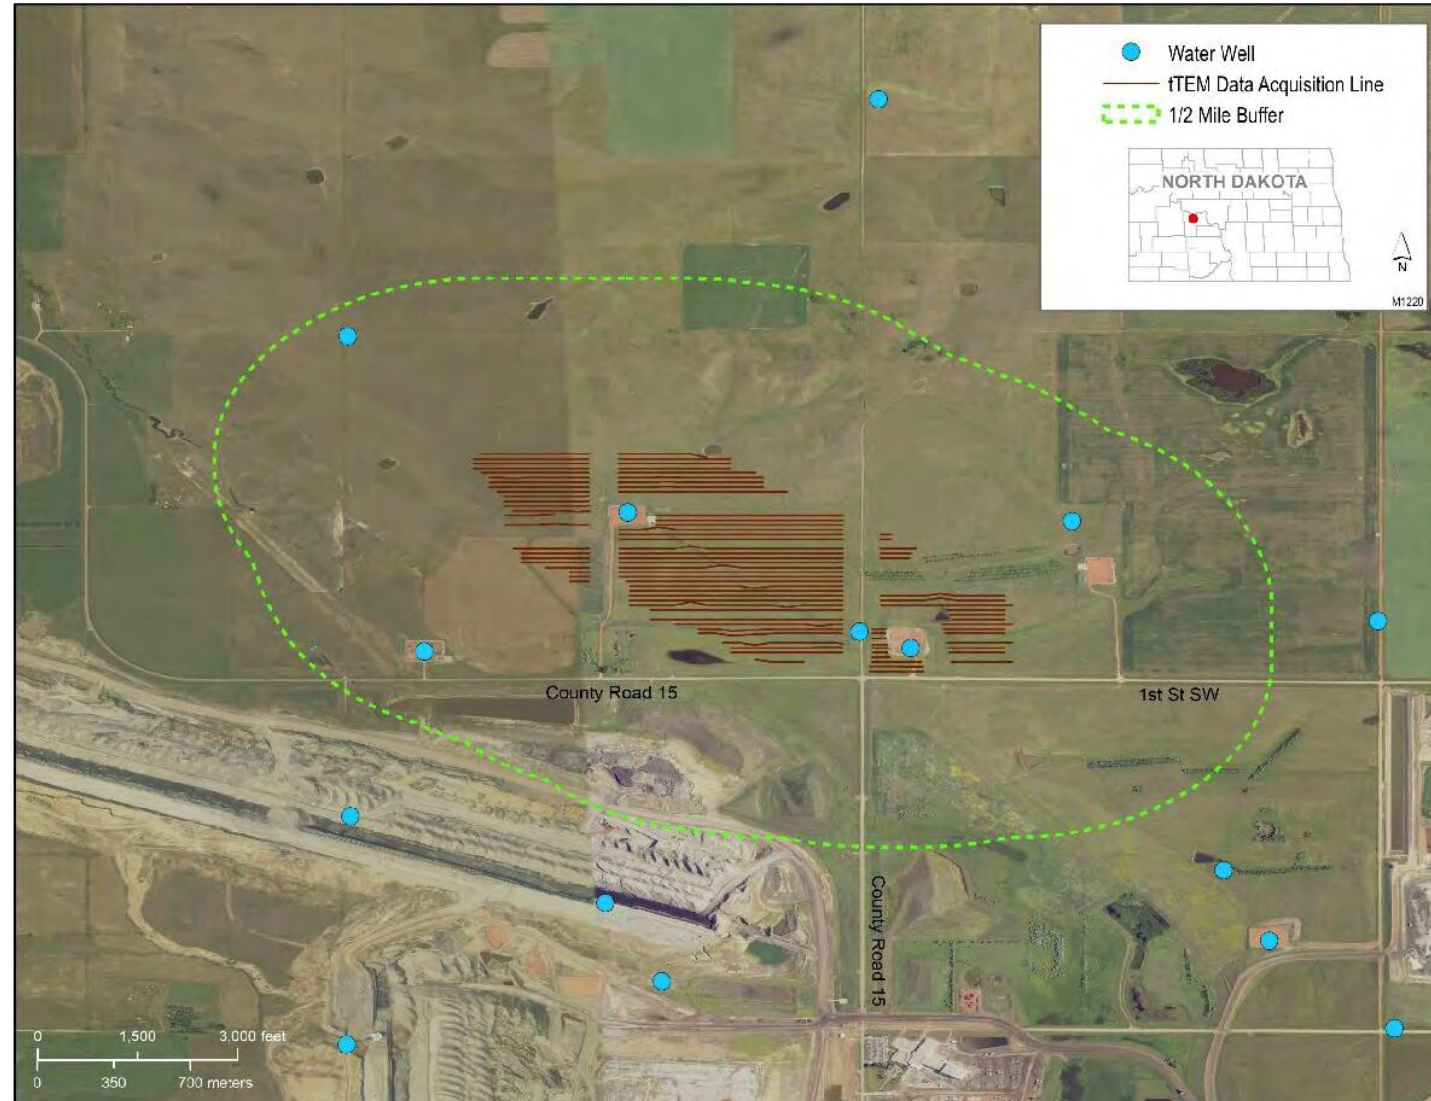 Water Well
tTEM Data Acquisition Line
1/2 Mile Buffer
NORTH DAKOTA
N
M1220
County Road 15
1st St SW
County Road 15
0 1,500 3,000 feet
0 350 700 meters